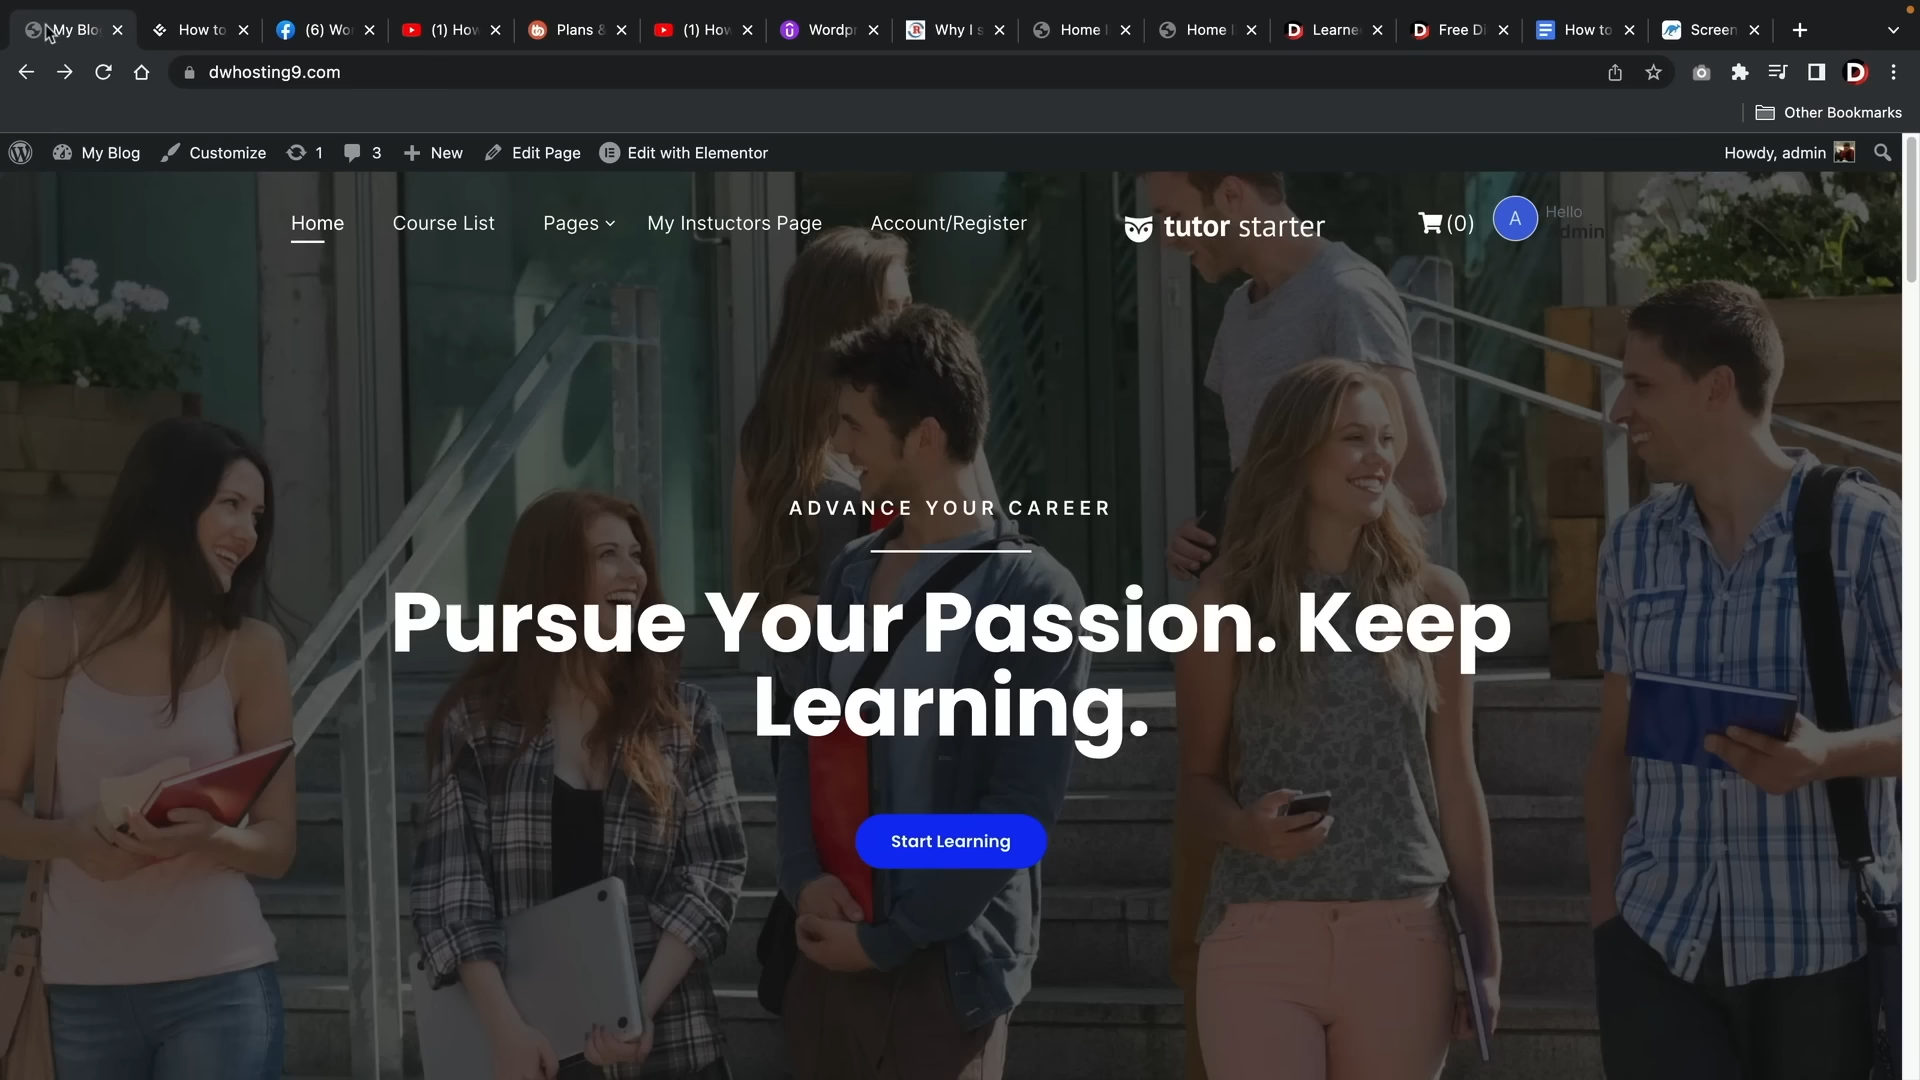 My Blo
How to
(6) Wo
(1) How
Plans &
(1) How
Wordpr
Why I s
Home
Home
Learne
Free Di
How to
Screen
dwhosting9.com
Other Bookmarks
My Blog
Customize
1
3
New
Edit Page
Edit with Elementor
Howdy, admin
Home
Course List
Pages
My Instuctors Page
Account/Register
tutor starter
(0)
A
Hello
admin
ADVANCE YOUR CAREER
Pursue Your Passion. Keep
Learning.
Start Learning